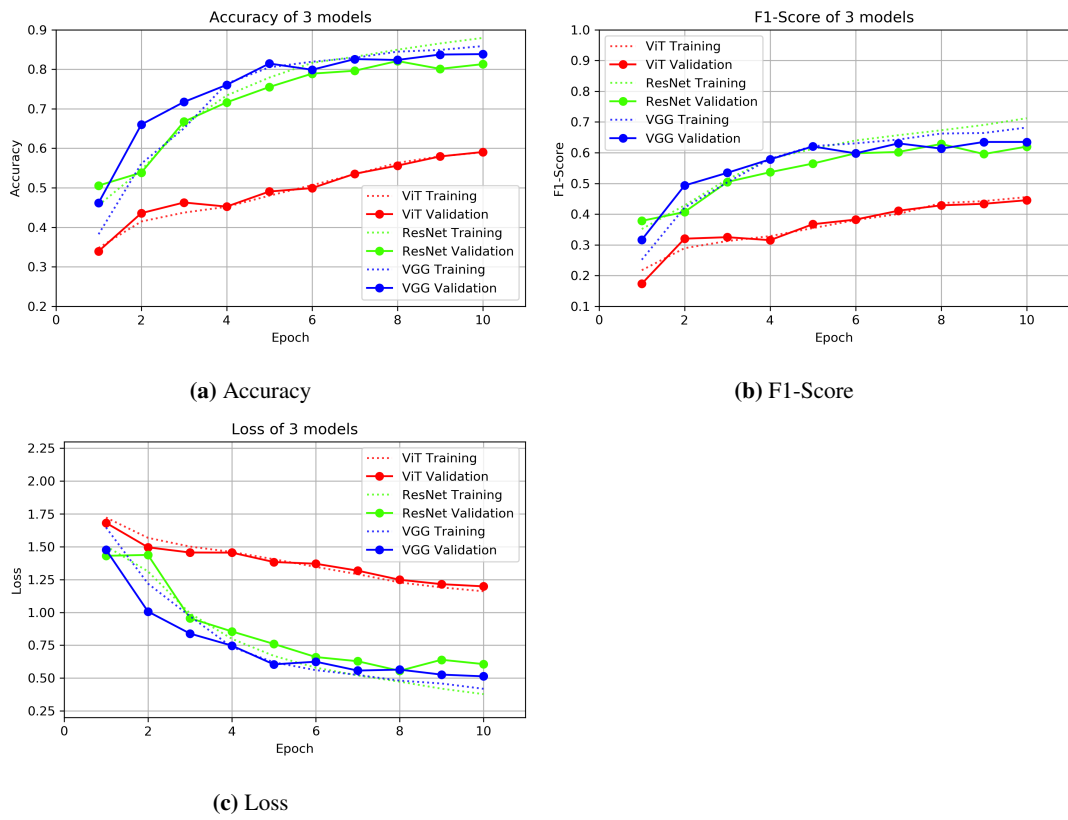 Accuracy of 3 models
0.9
0.8
0.7
0.6
0.5
0.4
0.3
0.2
Accuracy
ViT Training
ViT Validation
ResNet Training
ResNet Validation
VGG Training
VGG Validation
0 2 4 6 8 10
Epoch
(a) Accuracy
F1-Score of 3 models
1.0
0.9
0.8
0.7
0.6
0.5
0.4
0.3
0.2
0.1
F1-Score
ViT Training
ViT Validation
ResNet Training
ResNet Validation
VGG Training
VGG Validation
0 2 4 6 8 10
Epoch
(b) F1-Score
Loss of 3 models
2.25
2.00
1.75
1.50
1.25
1.00
0.75
0.50
0.25
Loss
ViT Training
ViT Validation
ResNet Training
ResNet Validation
VGG Training
VGG Validation
0 2 4 6 8 10
Epoch
(c) Loss